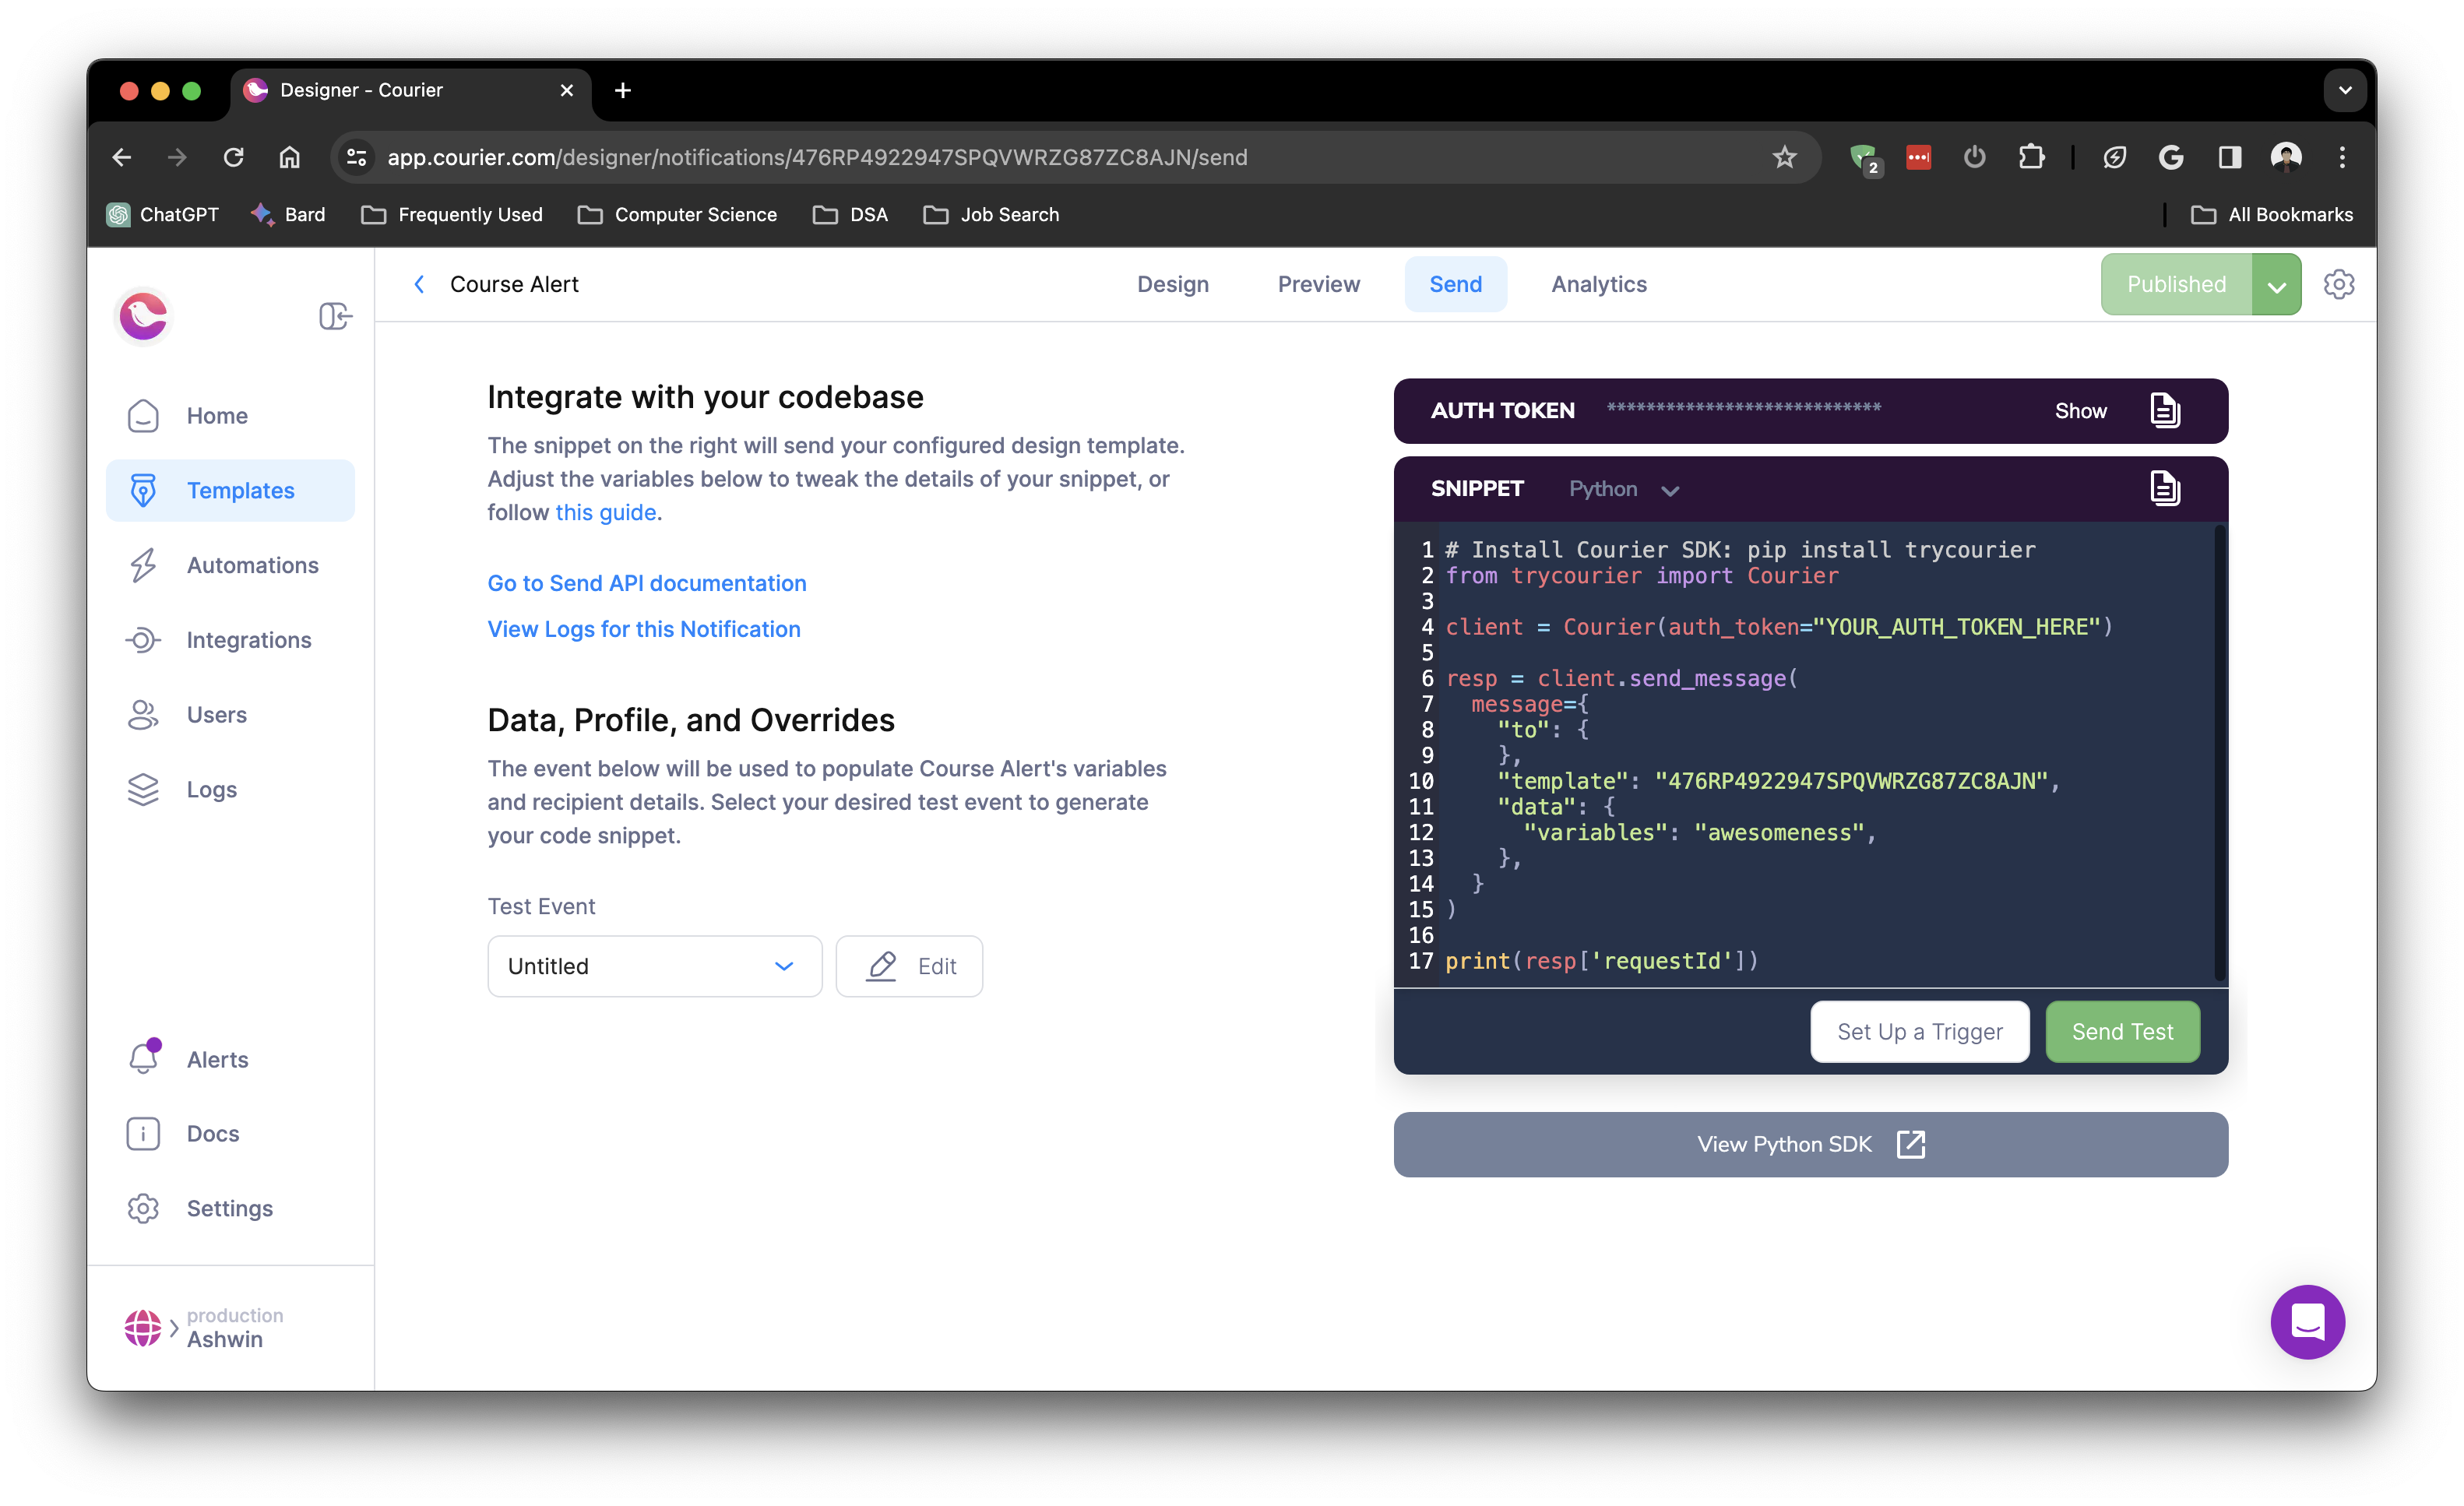 Designer - Courier
app.courier.com/designer/notifications/476RP4922947SPQVWRZG87ZC8AJN/send
2
ChatGPT
Bard
Frequently Used
Computer Science
DSA
Job Search
All Bookmarks
Course Alert
Design
Preview
Send
Analytics
Published
Home
Templates
Automations
Integrations
Users
Logs
Alerts
Docs
Settings
production
Ashwin
Integrate with your codebase
The snippet on the right will send your configured design template.
Adjust the variables below to tweak the details of your snippet, or
follow this guide.
Go to Send API documentation
View Logs for this Notification
Data, Profile, and Overrides
The event below will be used to populate Course Alert's variables
and recipient details. Select your desired test event to generate
your code snippet.
Test Event
Untitled
Edit
AUTH TOKEN ****************************
Show
SNIPPET
Python
1 # Install Courier SDK: pip install trycourier
2 from trycourier import Courier
3
4 client = Courier(auth_token="YOUR_AUTH_TOKEN_HERE")
5
6 resp = client.send_message(
7   message={
8     "to": {
9     },
10     "template": "476RP4922947SPQVWRZG87ZC8AJN",
11     "data": {
12       "variables": "awesomeness",
13     },
14   }
15 )
16
17 print(resp['requestId'])
Set Up a Trigger
Send Test
View Python SDK